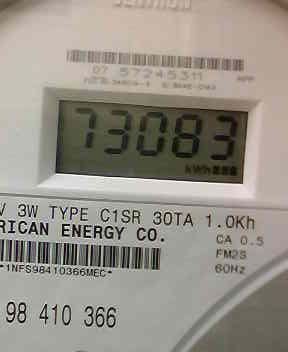 07 57245311 APP
73083
kWh
V 3W TYPE C1SR 30TA 1.0Kh
RICAN ENERGY CO.
CA 0.5
FM2S
60Hz
*1NFS98410366MEC*
98 410 366